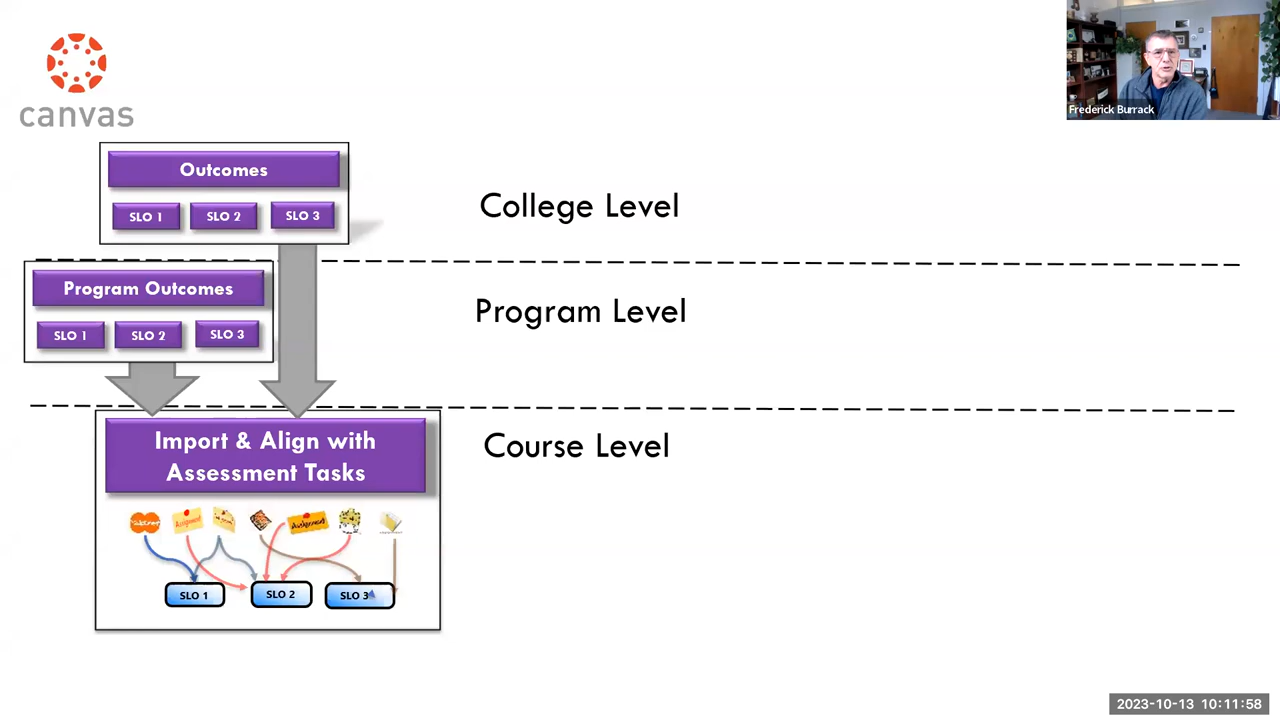 canvas
Frederick Burrack
Outcomes
SLO 1 SLO 2 SLO 3
College Level
Program Outcomes
SLO 1 SLO 2 SLO 3
Program Level
Import & Align with
Assessment Tasks
Course Level
Assignment
SLO 1 SLO 2 SLO 3
2023-10-13 10:11:58